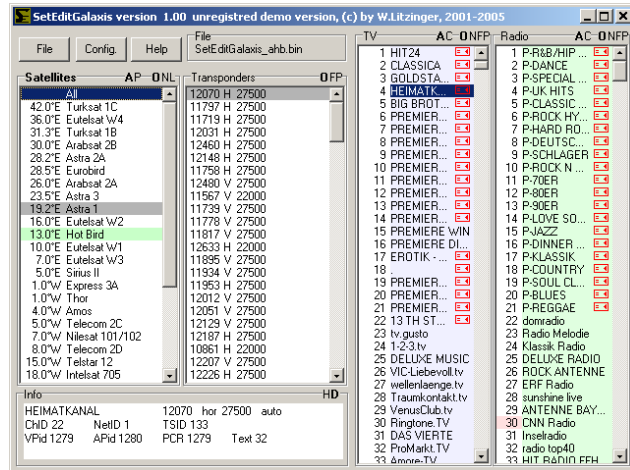 SetEditGalaxis version 1.00 unregistred demo version, (c) by W.Litzinger, 2001-2005
File
Config.
Help
File
SetEditGalaxis_ahb.bin
Satellites A P O N L
All
42.0°E Turksat 1C
36.0°E Eutelsat W4
31.3°E Turksat 1B
30.0°E Arabsat 2B
28.2°E Astra 2A
28.5°E Eurobird
26.0°E Arabsat 2A
23.5°E Astra 3
19.2°E Astra 1
16.0°E Eutelsat W2
13.0°E Hot Bird
10.0°E Eutelsat W1
7.0°E Eutelsat W3
5.0°E Sirius II
1.0°W Express 3A
1.0°W Thor
4.0°W Amos
5.0°W Telecom 2C
7.0°W Nilesat 101/102
8.0°W Telecom 2D
15.0°W Telstar 12
18.0°W Intelsat 705
Transponders O F P
12070 H 27500
11797 H 27500
11719 H 27500
12031 H 27500
12460 H 27500
12148 H 27500
11758 H 27500
12480 V 27500
11567 V 22000
11739 V 27500
11778 V 27500
11817 V 27500
12633 H 22000
11895 V 27500
11934 V 27500
11953 H 27500
12012 V 27500
12051 V 27500
12129 V 27500
12187 H 27500
10861 H 22000
12207 V 27500
12226 H 27500
Info HD
HEIMATKANAL 12070 hor 27500 auto
ChID 22 NetID 1 TSID 133
VPid 1279 APid 1280 PCR 1279 Text 32
TV A C O N F P
1 HIT24
2 CLASSICA
3 GOLDSTA...
4 HEIMATK...
5 BIG BROT...
6 PREMIER...
7 PREMIER...
8 PREMIER...
9 PREMIER...
10 PREMIER...
11 PREMIER...
12 PREMIER...
13 PREMIER...
14 PREMIER...
15 PREMIERE WIN
16 PREMIERE DI...
17 EROTIK - ...
18 .
19 PREMIER...
20 PREMIER...
21 PREMIER...
22 13 TH ST...
23 tv.gusto
24 1-2-3.tv
25 DELUXE MUSIC
26 VIC-Liebevoll.tv
27 wellenlaenge.tv
28 Traumkontakt.tv
29 VenusClub.tv
30 Ringtone.TV
31 DAS VIERTE
32 ProMarkt.TV
33 Amore-TV
Radio A C O N F P
1 P-R&B/HIP ...
2 P-DANCE
3 P-SPECIAL ...
4 P-UK HITS
5 P-CLASSIC ...
6 P-ROCK HY...
7 P-HARD RO...
8 P-DEUTSC...
9 P-SCHLAGER
10 P-ROCK N ...
11 P-70ER
12 P-80ER
13 P-90ER
14 P-LOVE SO...
15 P-JAZZ
16 P-DINNER ...
17 P-KLASSIK
18 P-COUNTRY
19 P-SOUL CL...
20 P-BLUES
21 P-REGGAE
22 domradio
23 Radio Melodie
24 Klassik Radio
25 DELUXE RADIO
26 ROCK ANTENNE
27 ERF Radio
28 sunshine live
29 ANTENNE BAY...
30 CNN Radio
31 Inselradio
32 radio top40
33 HIT RADIO FFH